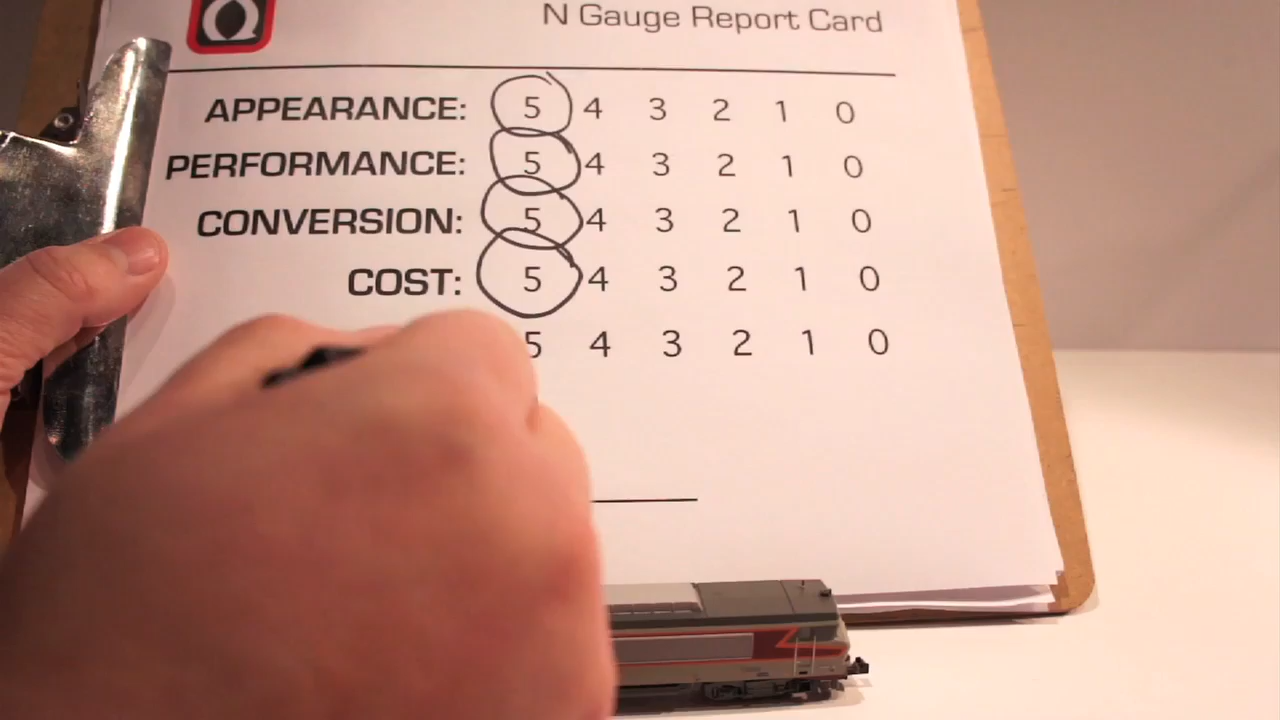 N Gauge Report Card
APPEARANCE: 5 4 3 2 1 0
PERFORMANCE: 5 4 3 2 1 0
CONVERSION: 5 4 3 2 1 0
COST: 5 4 3 2 1 0
5 4 3 2 1 0